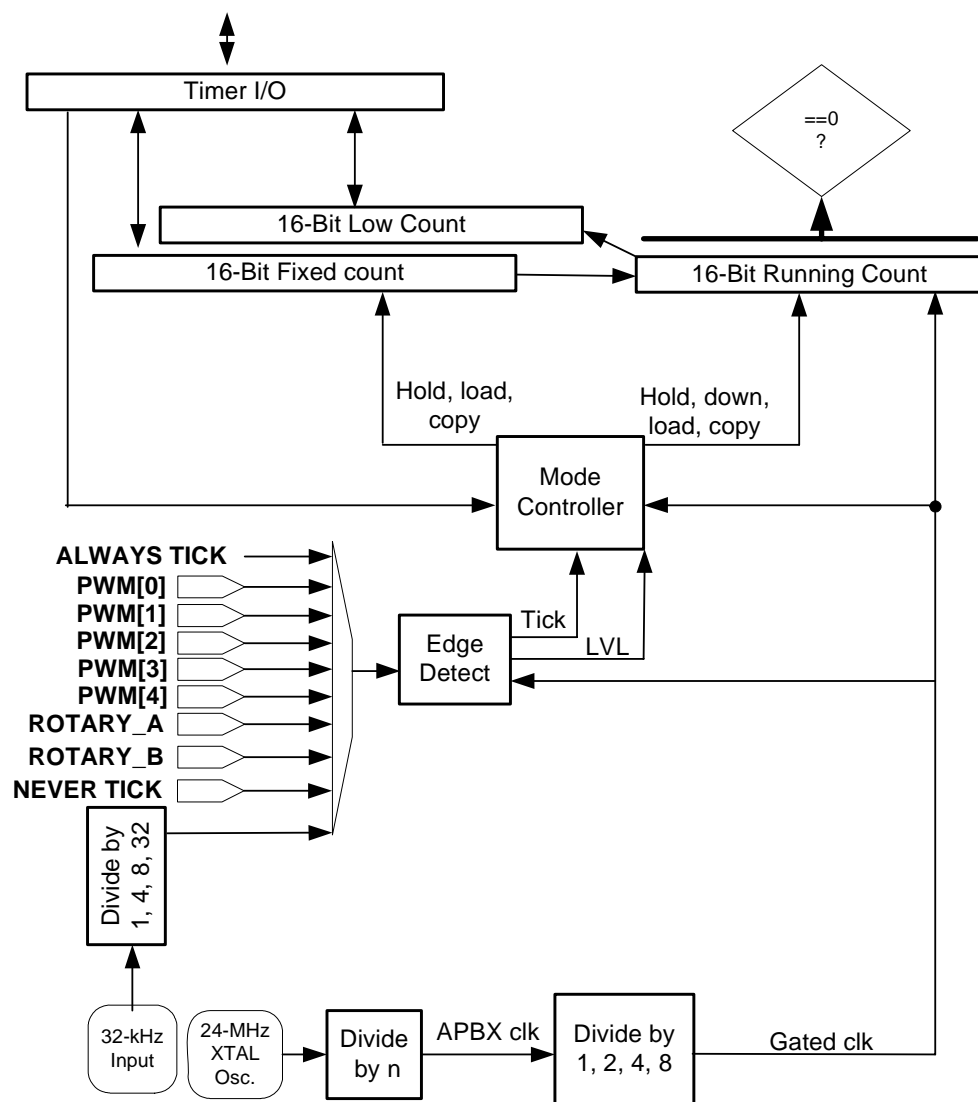 Timer I/O
==0
?
16-Bit Low Count
16-Bit Fixed count
16-Bit Running Count
Hold, load,
copy
Hold, down,
load, copy
Mode
Controller
ALWAYS TICK
PWM[0]
PWM[1]
PWM[2]
PWM[3]
PWM[4]
ROTARY_A
ROTARY_B
NEVER TICK
Tick
LVL
Edge
Detect
Divide by
1, 4, 8, 32
32-kHz
Input
24-MHz
XTAL
Osc.
Divide
by n
APBX clk
Divide by
1, 2, 4, 8
Gated clk